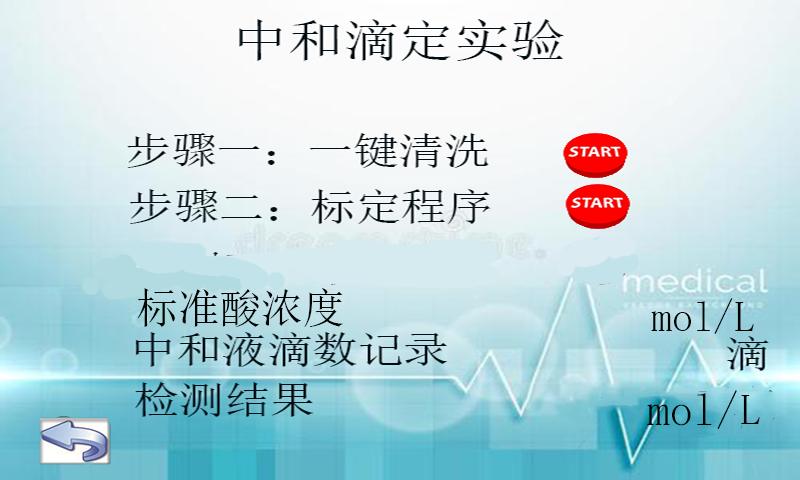 中和滴定实验
步骤一：一键清洗 START
步骤二：标定程序 START
medical
标准酸浓度 mol/L
中和液滴数记录 滴
检测结果 mol/L